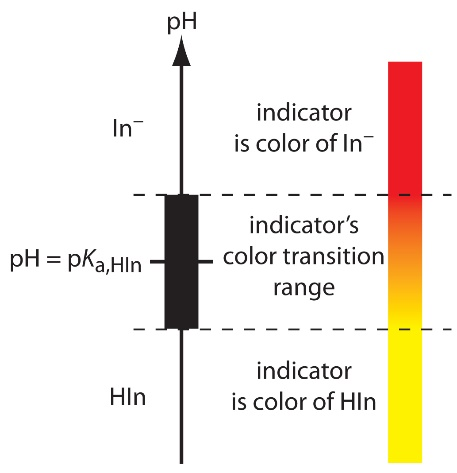 pH
In⁻
indicator
is color of In⁻
indicator's
color transition
range
pH = pKa,HIn
HIn
indicator
is color of HIn